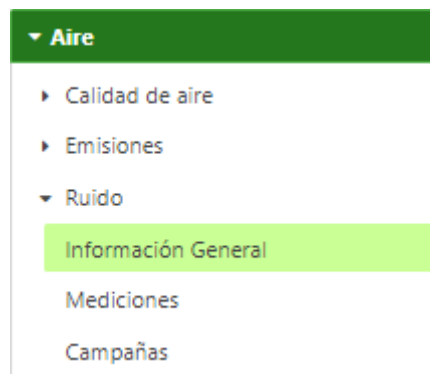 Aire
Calidad de aire
Emisiones
Ruido
Información General
Mediciones
Campañas